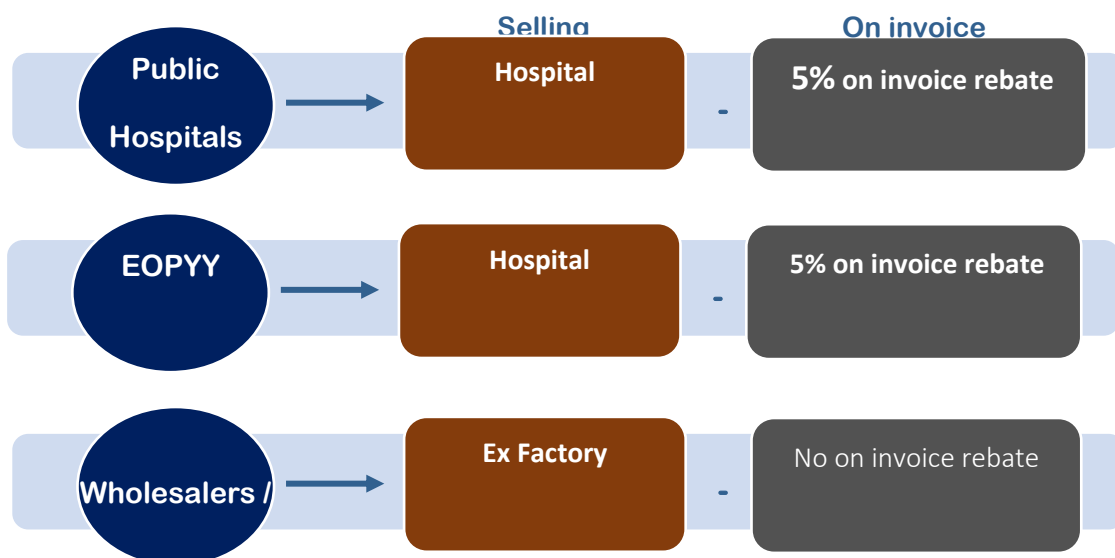 Selling
On invoice
Public
Hospitals
Hospital
-
5% on invoice rebate
EOPYY
Hospital
-
5% on invoice rebate
Wholesalers /
Ex Factory
-
No on invoice rebate